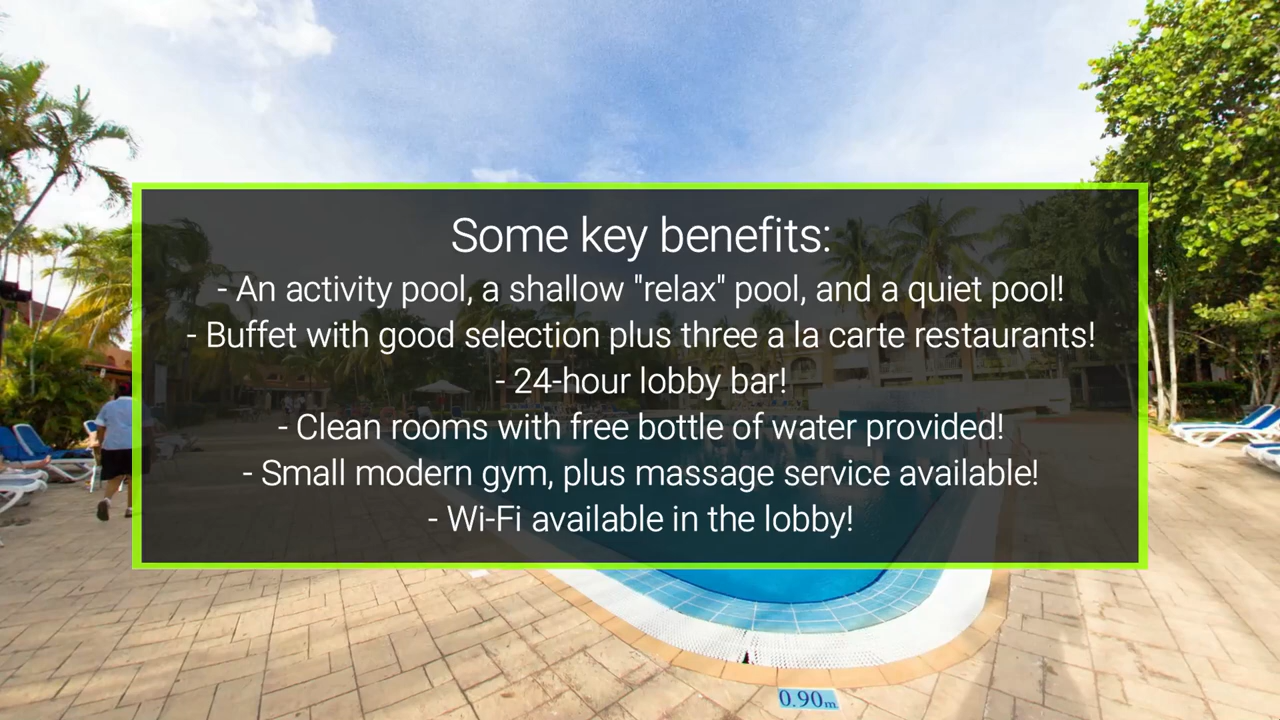 Some key benefits:
- An activity pool, a shallow "relax" pool, and a quiet pool!
- Buffet with good selection plus three a la carte restaurants!
- 24-hour lobby bar!
- Clean rooms with free bottle of water provided!
- Small modern gym, plus massage service available!
- Wi-Fi available in the lobby!
0.90m